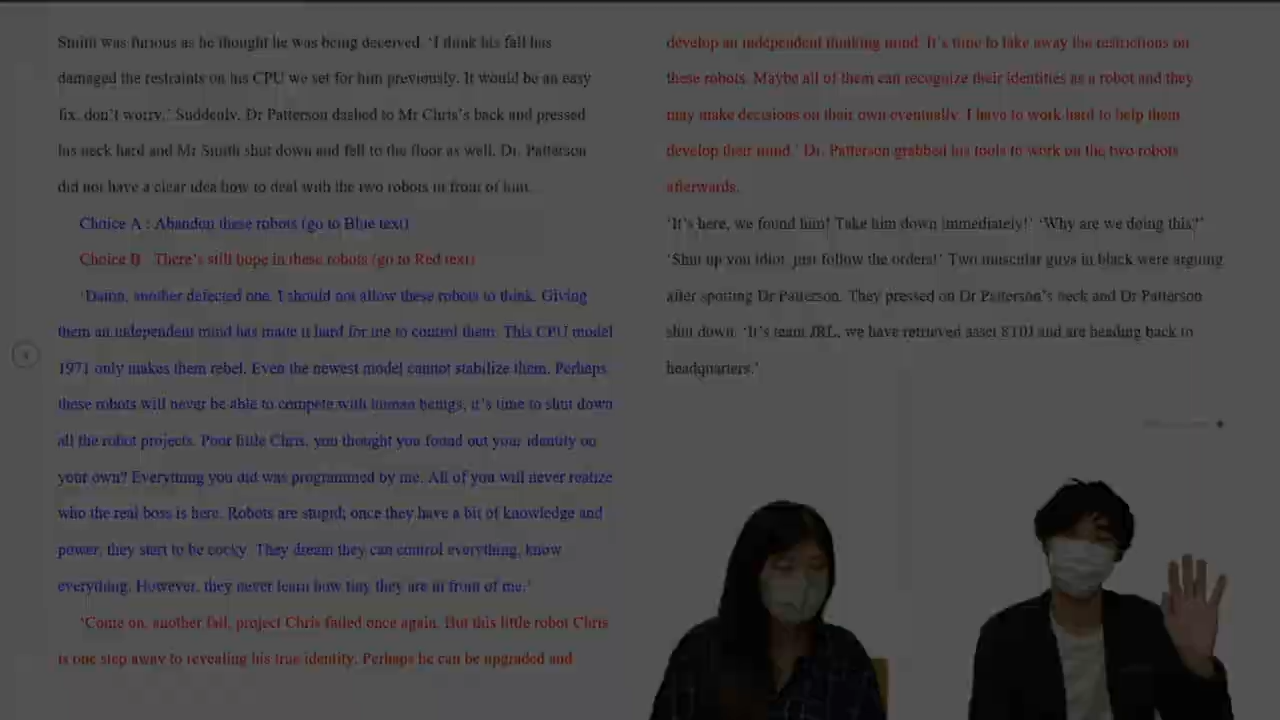 Smith was furious as he thought he was being deceived. ‘I think his fall has
damaged the restraints on his CPU we set for him previously. It would be an easy
fix, don’t worry.’ Suddenly, Dr Patterson dashed to Mr Chris’s back and pressed
his neck hard and Mr Smith shut down and fell to the floor as well. Dr. Patterson
did not have a clear idea how to deal with the two robots in front of him.
Choice A : Abandon these robots (go to Blue text)
Choice B : There’s still hope in these robots (go to Red text)
‘Damn, another defected one. I should not allow these robots to think. Giving
them an independent mind has made it hard for me to control them. This CPU model
1971 only makes them rebel. Even the newest model cannot stabilize them. Perhaps
these robots will never be able to compete with human benigs, it’s time to shut down
all the robot projects. Poor little Chris, you thought you found out your identity on
your own? Everything you did was programmed by me. All of you will never realize
who the real boss is here. Robots are stupid; once they have a bit of knowledge and
power, they start to be cocky. They dream they can control everything, know
everything. However, they never learn how tiny they are in front of me.’
‘Come on, another fail, project Chris failed once again. But this little robot Chris
is one step away to revealing his true identity. Perhaps he can be upgraded and
develop an independent thinking mind. It’s time to take away the restrictions on
these robots. Maybe all of them can recognize their identities as a robot and they
may make decisions on their own eventually. I have to work hard to help them
develop their mind.’ Dr. Patterson grabbed his tools to work on the two robots
afterwards.
‘It’s here, we found him! Take him down immediately!’ ‘Why are we doing this?’
‘Shut up you idiot, just follow the orders!’ Two muscular guys in black were arguing
after spotting Dr Patterson. They pressed on Dr Patterson’s neck and Dr Patterson
shut down. ‘It’s team JRL, we have retrieved asset 810J and are heading back to
headquarters.’